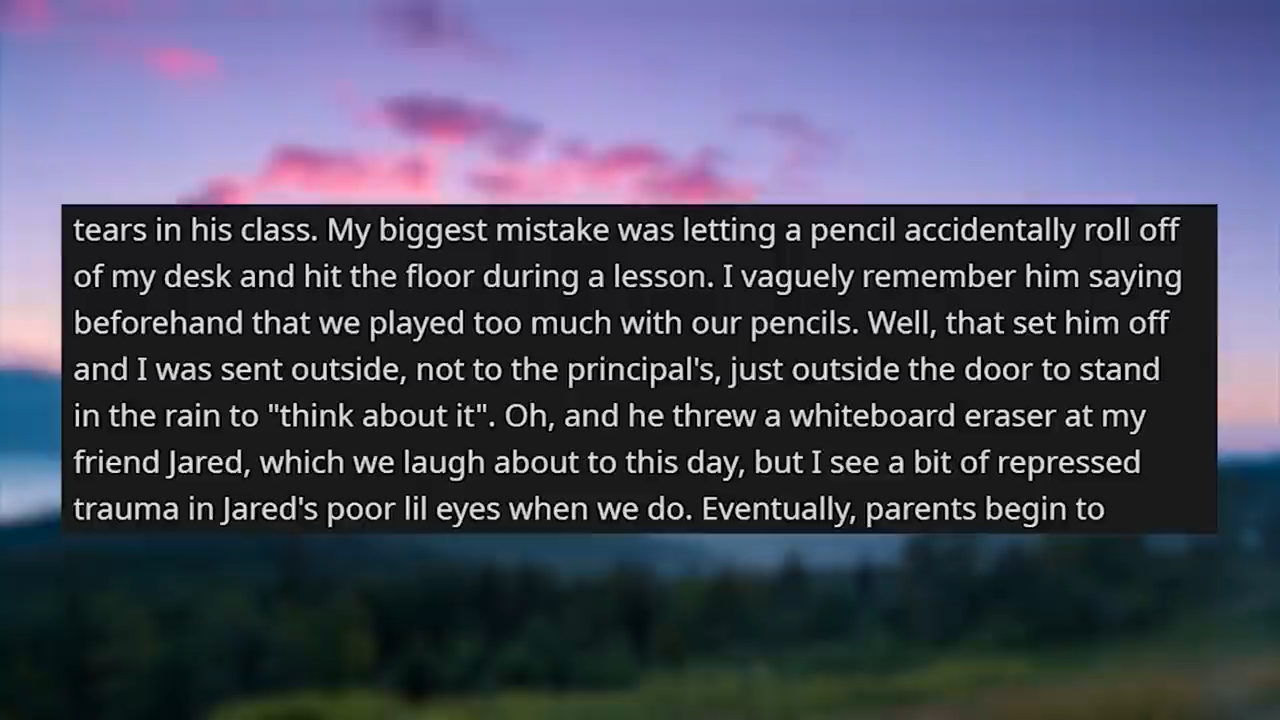 tears in his class. My biggest mistake was letting a pencil accidentally roll off
of my desk and hit the floor during a lesson. I vaguely remember him saying
beforehand that we played too much with our pencils. Well, that set him off
and I was sent outside, not to the principal's, just outside the door to stand
in the rain to "think about it". Oh, and he threw a whiteboard eraser at my
friend Jared, which we laugh about to this day, but I see a bit of repressed
trauma in Jared's poor lil eyes when we do. Eventually, parents begin to